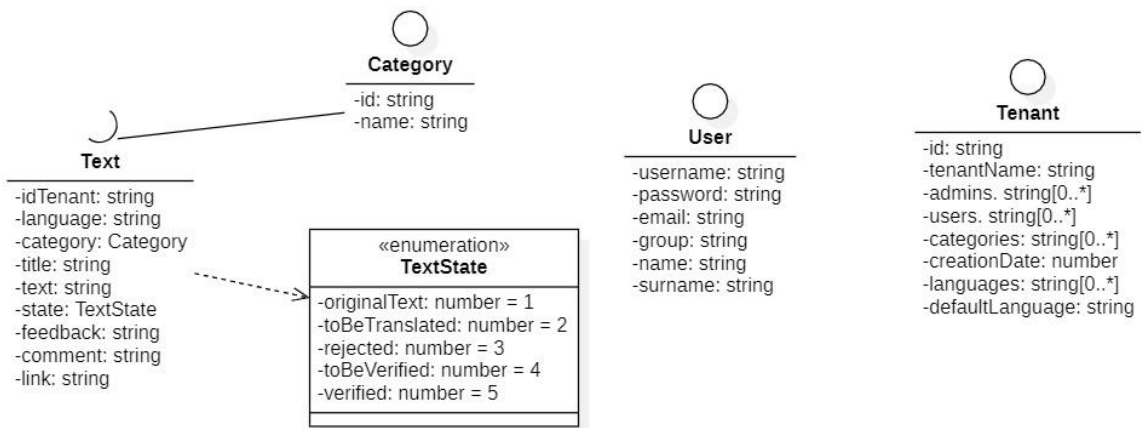 Category
-id: string
-name: string
Text
-idTenant: string
-language: string
-category: Category
-title: string
-text: string
-state: TextState
-feedback: string
-comment: string
-link: string
«enumeration»
TextState
-originalText: number = 1
-toBeTranslated: number = 2
-rejected: number = 3
-toBeVerified: number = 4
-verified: number = 5
User
-username: string
-password: string
-email: string
-group: string
-name: string
-surname: string
Tenant
-id: string
-tenantName: string
-admins. string[0..*]
-users. string[0..*]
-categories: string[0..*]
-creationDate: number
-languages: string[0..*]
-defaultLanguage: string